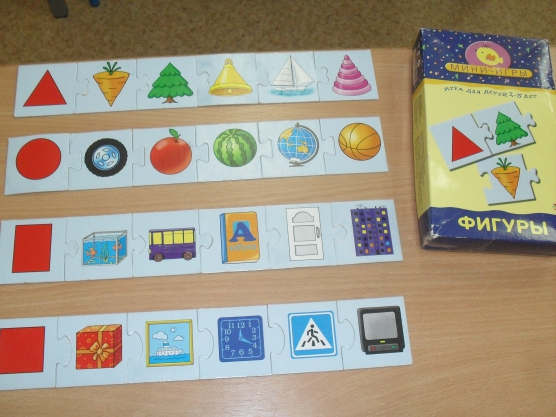 МИНИ-ИГРЫ
ИГРА ДЛЯ ДЕТЕЙ 2-5 ЛЕТ
ФИГУРЫ
А